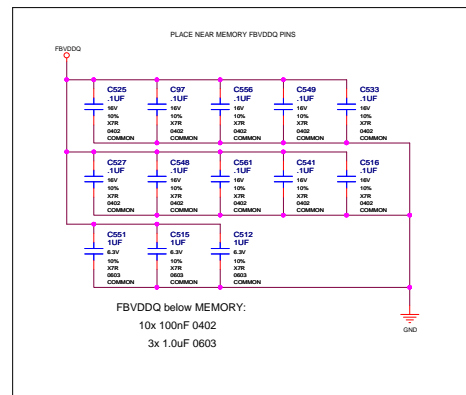 PLACE NEAR MEMORY FBVDDQ PINS
FBVDDQ
C525 C97 C556 C549 C533
.1UF .1UF .1UF .1UF .1UF
16V 16V 16V 16V 16V
10% 10% 10% 10% 10%
X7R X7R X7R X7R X7R
0402 0402 0402 0402 0402
COMMON COMMON COMMON COMMON COMMON
C527 C548 C561 C541 C516
.1UF .1UF .1UF .1UF .1UF
16V 16V 16V 16V 16V
10% 10% 10% 10% 10%
X7R X7R X7R X7R X7R
0402 0402 0402 0402 0402
COMMON COMMON COMMON COMMON COMMON
C551 C515 C512
1UF 1UF 1UF
6.3V 6.3V 6.3V
10% 10% 10%
X7R X7R X7R
0603 0603 0603
COMMON COMMON COMMON
FBVDDQ below MEMORY:
10x 100nF 0402
3x 1.0uF 0603
GND